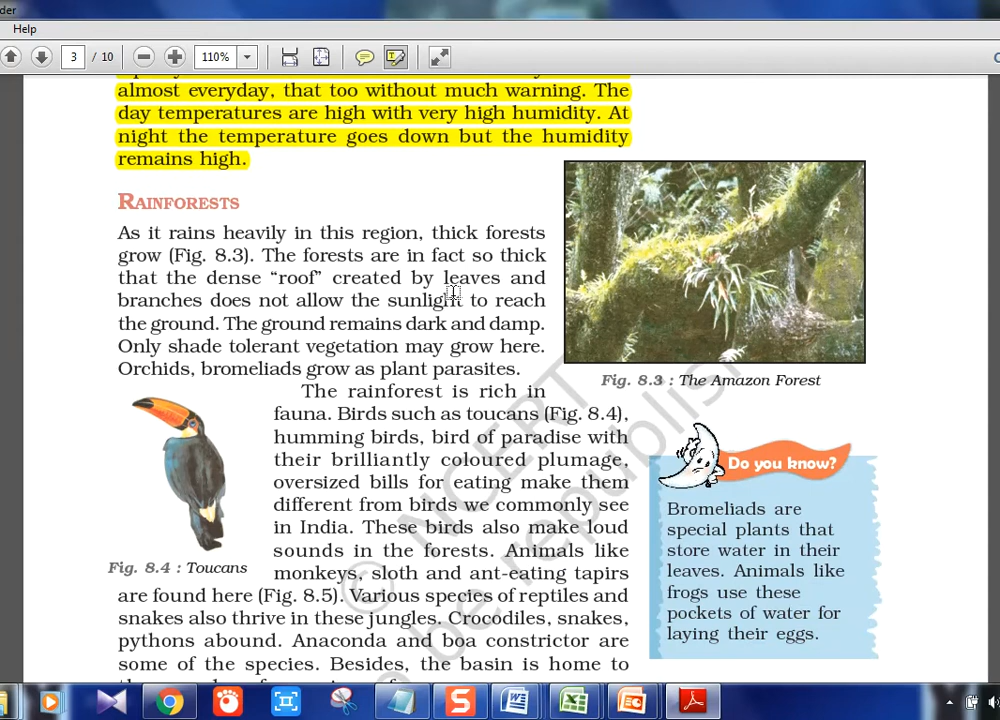 der
Help
3 / 10
110%
almost everyday, that too without much warning. The
day temperatures are high with very high humidity. At
night the temperature goes down but the humidity
remains high.
RAINFORESTS
As it rains heavily in this region, thick forests
grow (Fig. 8.3). The forests are in fact so thick
that the dense “roof” created by leaves and
branches does not allow the sunlight to reach
the ground. The ground remains dark and damp.
Only shade tolerant vegetation may grow here.
Orchids, bromeliads grow as plant parasites.
Fig. 8.3 : The Amazon Forest
The rainforest is rich in
fauna. Birds such as toucans (Fig. 8.4),
humming birds, bird of paradise with
their brilliantly coloured plumage,
oversized bills for eating make them
different from birds we commonly see
in India. These birds also make loud
sounds in the forests. Animals like
monkeys, sloth and ant-eating tapirs
are found here (Fig. 8.5). Various species of reptiles and
snakes also thrive in these jungles. Crocodiles, snakes,
pythons abound. Anaconda and boa constrictor are
some of the species. Besides, the basin is home to
Fig. 8.4 : Toucans
Do you know?
Bromeliads are
special plants that
store water in their
leaves. Animals like
frogs use these
pockets of water for
laying their eggs.
© NCERT
be republis